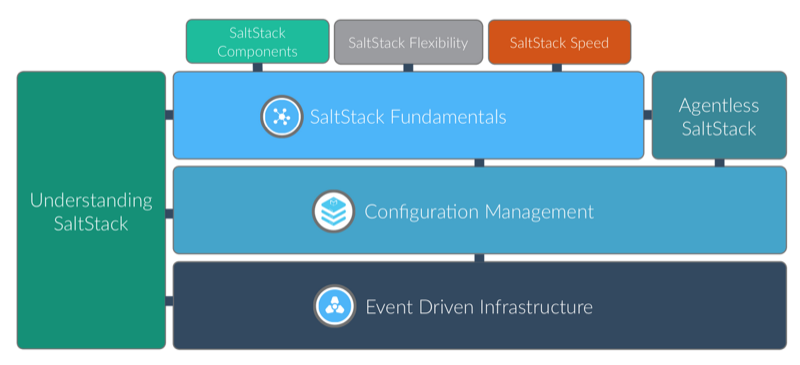 SaltStack
Components
SaltStack Flexibility
SaltStack Speed
SaltStack Fundamentals
Agentless
SaltStack
Understanding
SaltStack
Configuration Management
Event Driven Infrastructure